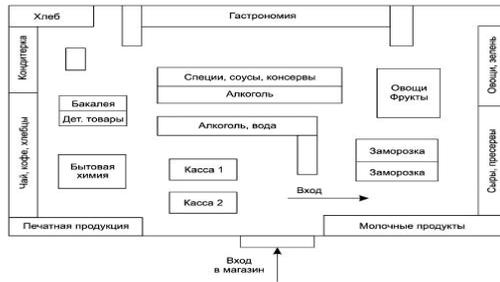 Хлеб
Гастрономия
Кондитерка
Овощи, зелень
Специи, соусы, консервы
Алкоголь
Овощи
Фрукты
Бакалея
Дет. товары
Алкоголь, вода
Чай, кофе, хлебцы
Сыры, пресервы
Бытовая
химия
Касса 1
Заморозка
Заморозка
Вход
Касса 2
Печатная продукция
Молочные продукты
Вход
в магазин